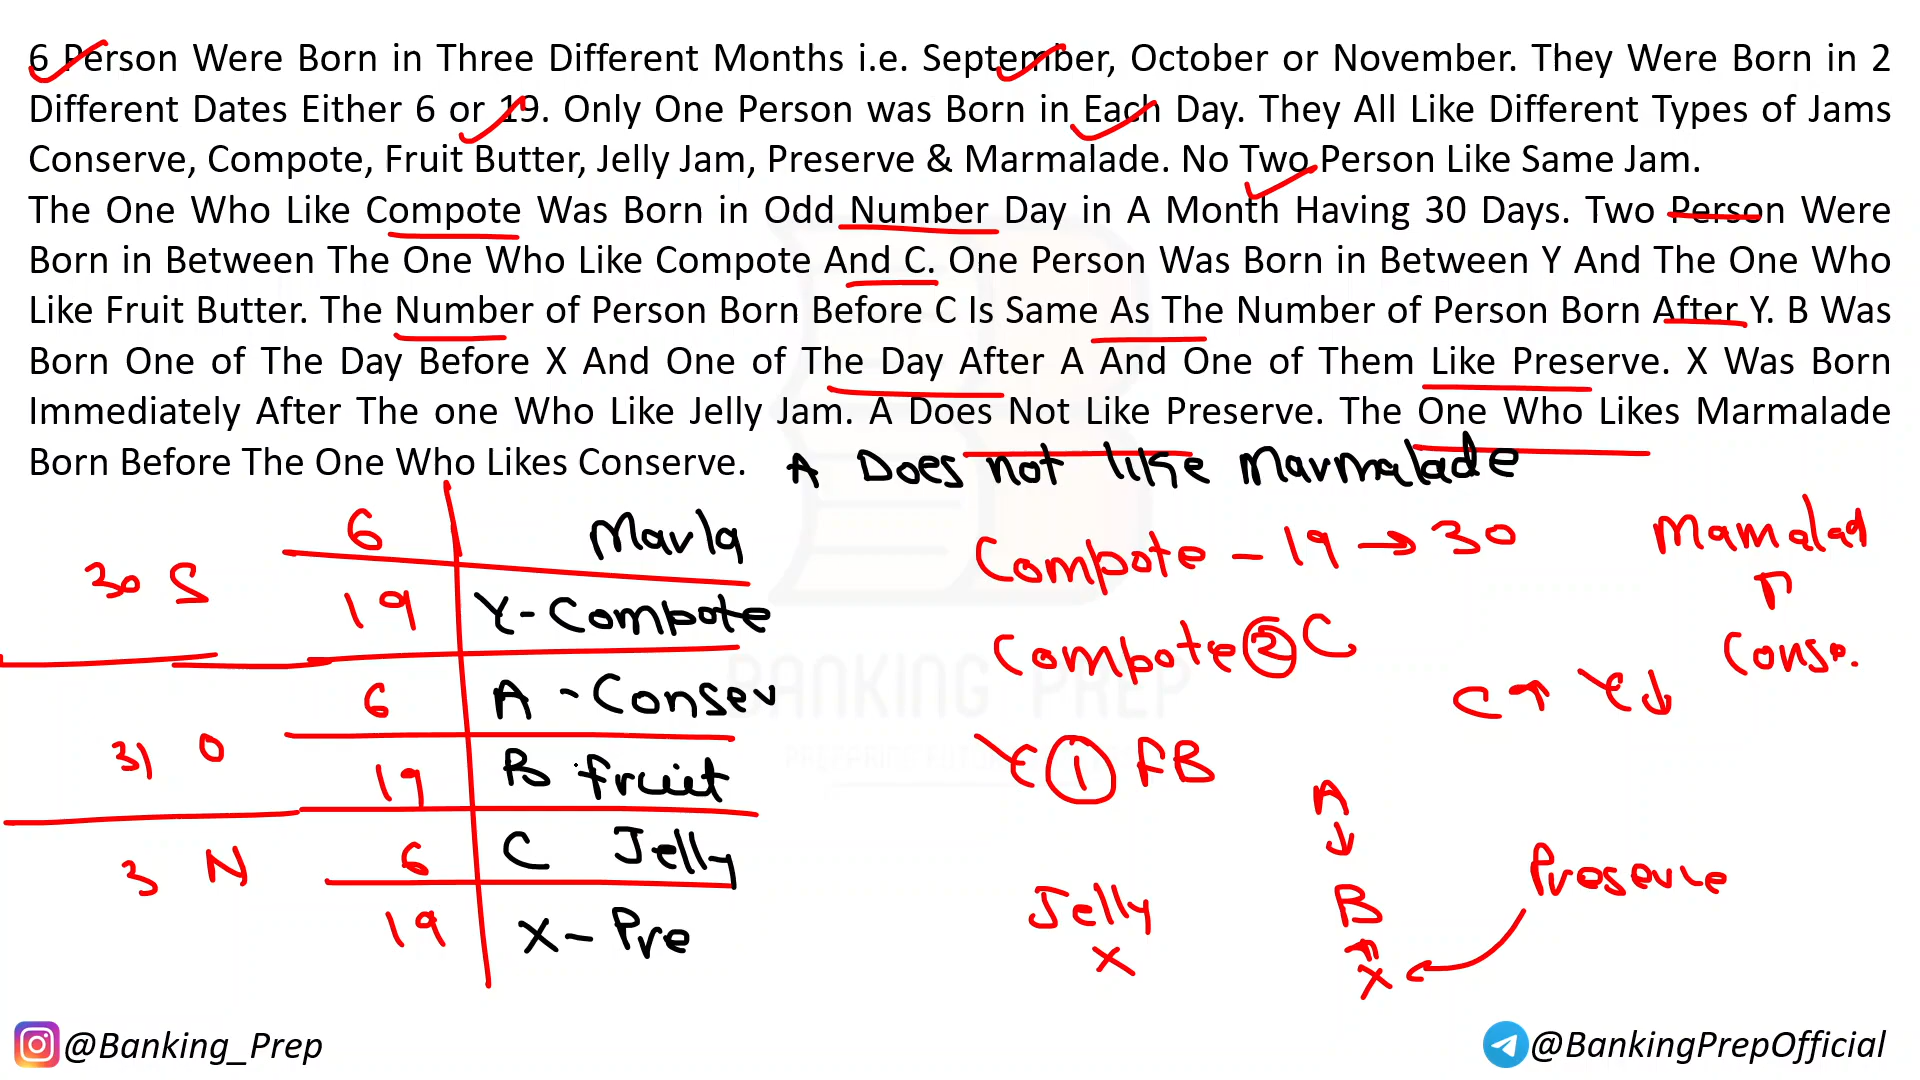 6 Person Were Born in Three Different Months i.e. September, October or November. They Were Born in 2
Different Dates Either 6 or 19. Only One Person was Born in Each Day. They All Like Different Types of Jams
Conserve, Compote, Fruit Butter, Jelly Jam, Preserve & Marmalade. No Two Person Like Same Jam.
The One Who Like Compote Was Born in Odd Number Day in A Month Having 30 Days. Two Person Were
Born in Between The One Who Like Compote And C. One Person Was Born in Between Y And The One Who
Like Fruit Butter. The Number of Person Born Before C Is Same As The Number of Person Born After Y. B Was
Born One of The Day Before X And One of The Day After A And One of Them Like Preserve. X Was Born
Immediately After The one Who Like Jelly Jam. A Does Not Like Preserve. The One Who Likes Marmalade
Born Before The One Who Likes Conserve. A Does not like Marmalade
6 Marla
30 S
19 Y-Compote
6 A - Consev
31 O
19 B fruit
6 C Jelly
3 N
19 X- Pre
Compote - 19 → 30
Compote ② C
Y ① FB
Jelly
X
Mamalad
↑
Conse.
C↑ Y↓
A
↓
B
↑
X
Preserve
BANKING PREP
@Banking_Prep
@BankingPrepOfficial